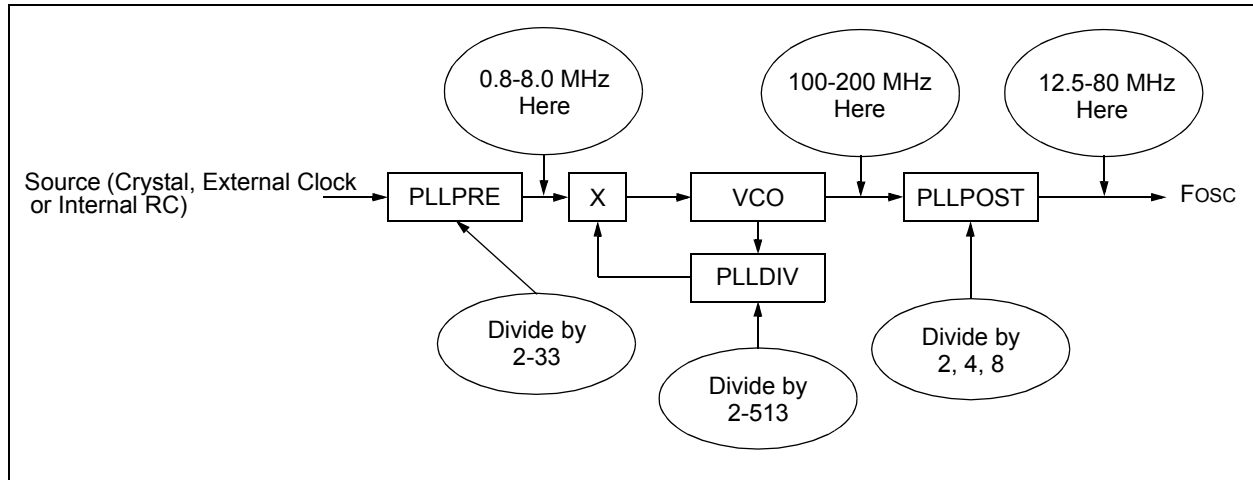 0.8-8.0 MHz
Here
100-200 MHz
Here
12.5-80 MHz
Here
Source (Crystal, External Clock
or Internal RC)
PLLPRE
X
VCO
PLLPOST
FOSC
PLLDIV
Divide by
2-33
Divide by
2-513
Divide by
2, 4, 8